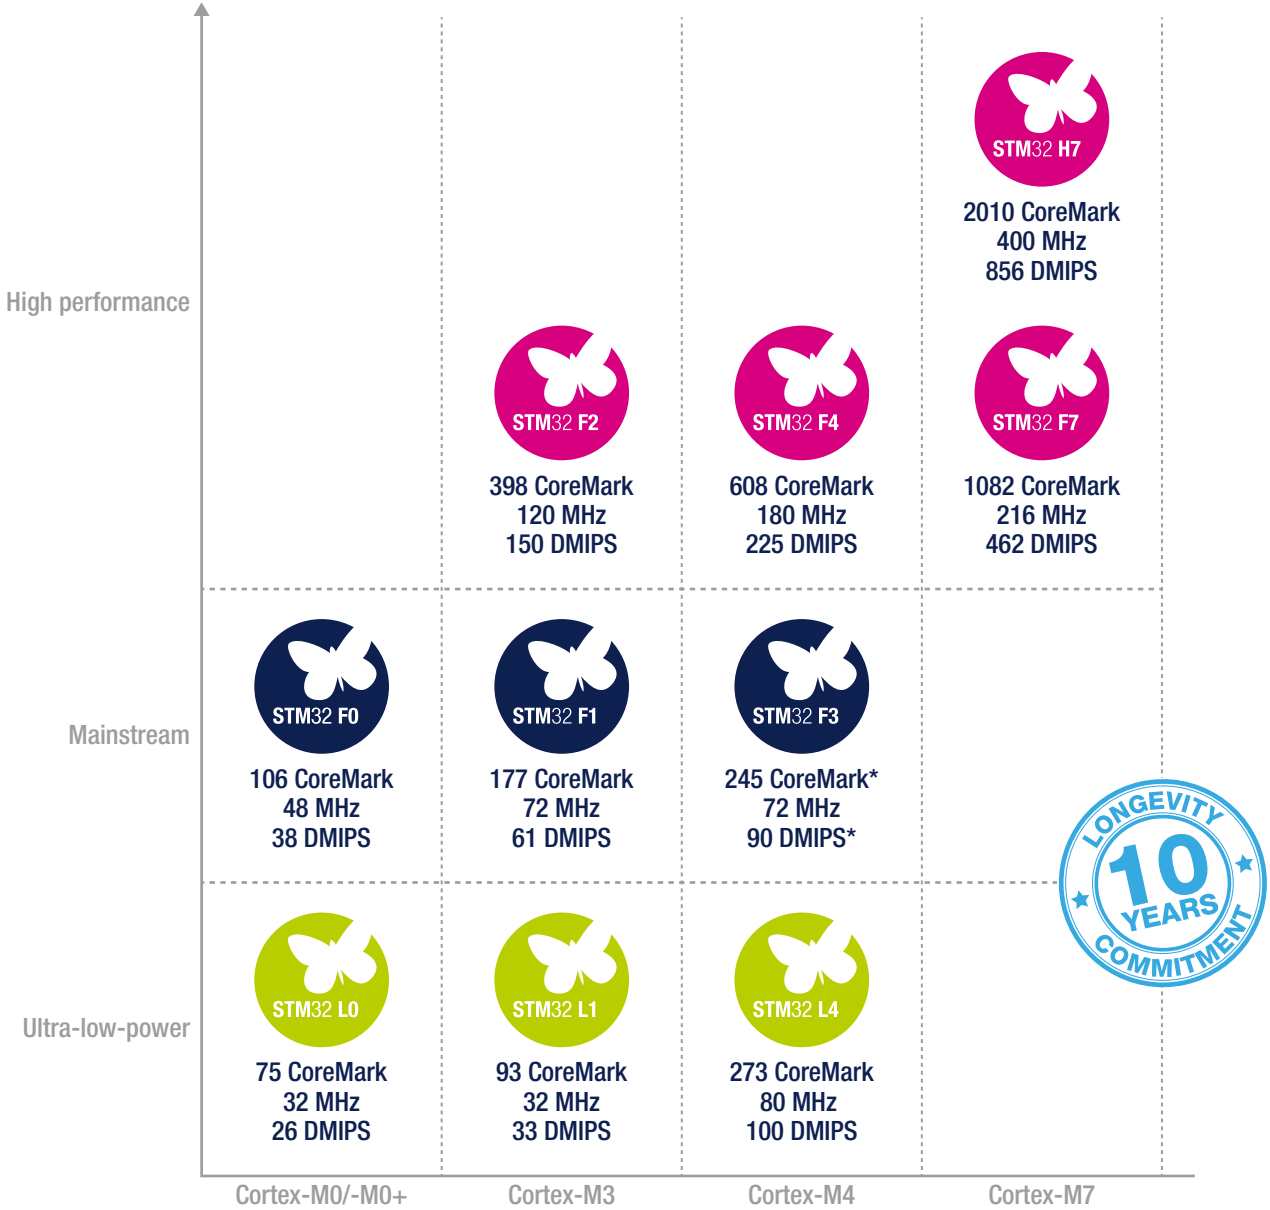 High performance
STM32 H7
2010 CoreMark
400 MHz
856 DMIPS
STM32 F2
398 CoreMark
120 MHz
150 DMIPS
STM32 F4
608 CoreMark
180 MHz
225 DMIPS
STM32 F7
1082 CoreMark
216 MHz
462 DMIPS
Mainstream
STM32 F0
106 CoreMark
48 MHz
38 DMIPS
STM32 F1
177 CoreMark
72 MHz
61 DMIPS
STM32 F3
245 CoreMark*
72 MHz
90 DMIPS*
LONGEVITY
10
YEARS
COMMITMENT
Ultra-low-power
STM32 L0
75 CoreMark
32 MHz
26 DMIPS
STM32 L1
93 CoreMark
32 MHz
33 DMIPS
STM32 L4
273 CoreMark
80 MHz
100 DMIPS
Cortex-M0/-M0+
Cortex-M3
Cortex-M4
Cortex-M7